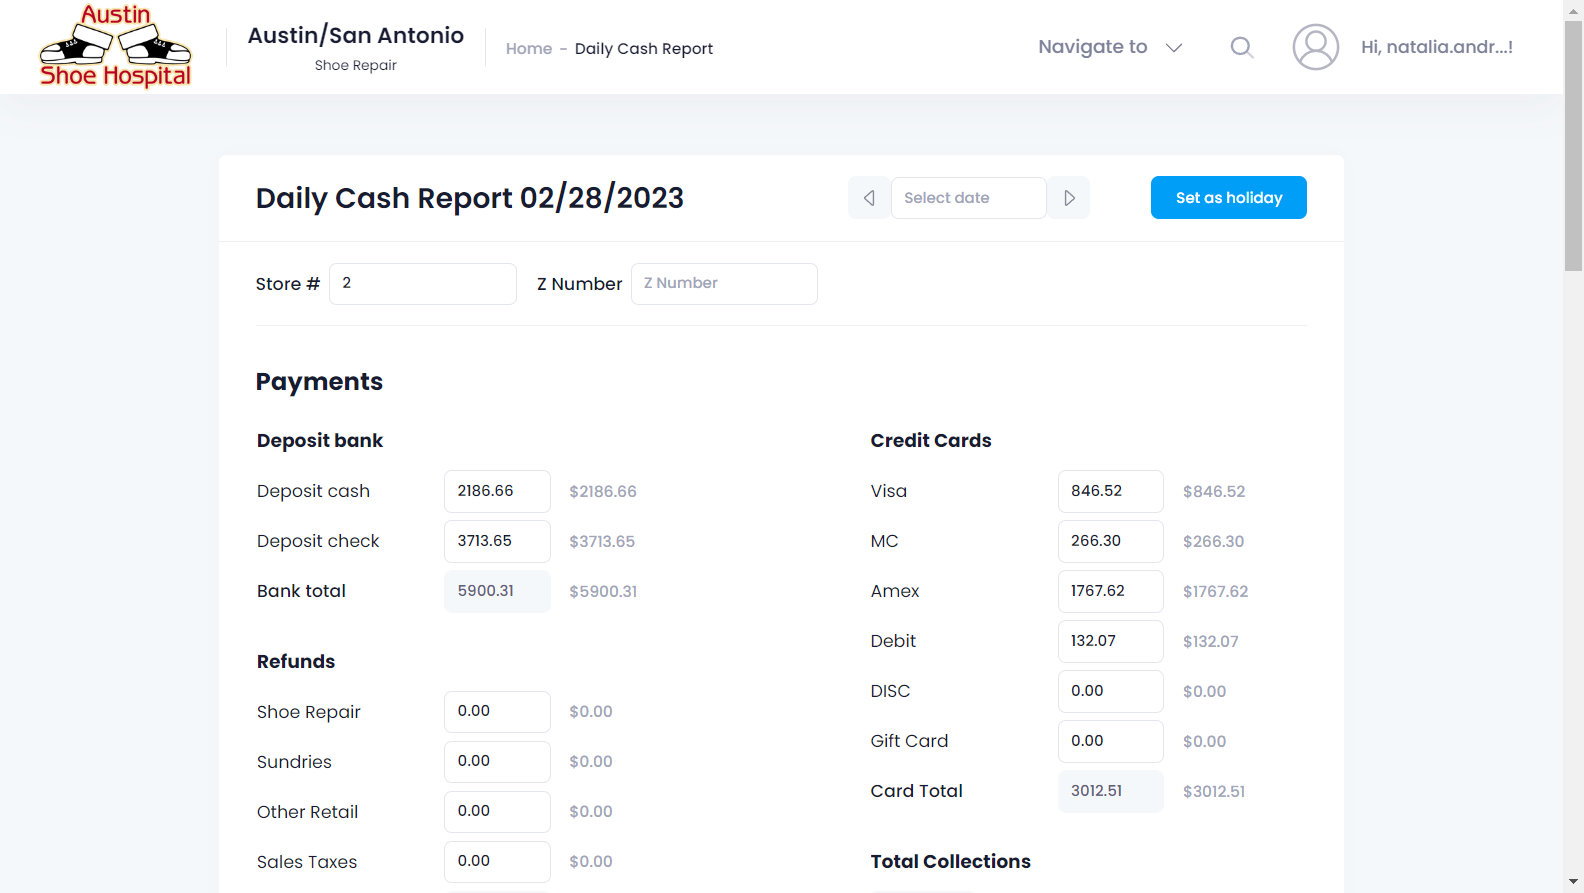 Austin
Shoe Hospital
Austin/San Antonio
Shoe Repair
Home - Daily Cash Report
Navigate to
Hi, natalia.andr...!
Daily Cash Report 02/28/2023
Select date
Set as holiday
Store # 2
Z Number Z Number
Payments
Deposit bank
Deposit cash 2186.66 $2186.66
Deposit check 3713.65 $3713.65
Bank total 5900.31 $5900.31
Refunds
Shoe Repair 0.00 $0.00
Sundries 0.00 $0.00
Other Retail 0.00 $0.00
Sales Taxes 0.00 $0.00
Credit Cards
Visa 846.52 $846.52
MC 266.30 $266.30
Amex 1767.62 $1767.62
Debit 132.07 $132.07
DISC 0.00 $0.00
Gift Card 0.00 $0.00
Card Total 3012.51 $3012.51
Total Collections